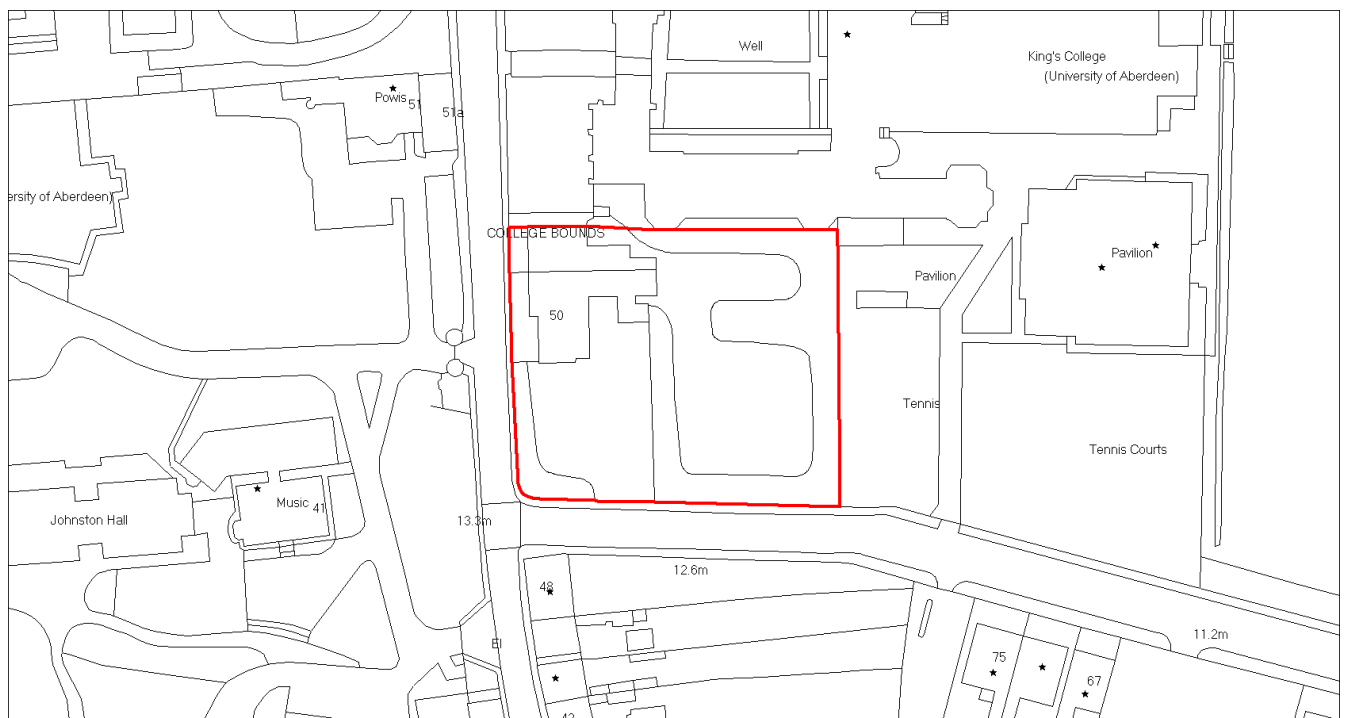 Well
King's College
(University of Aberdeen)
Powis
51
51a
ersity of Aberdeen)
COLLEGE BOUNDS
Pavilion
Pavilion
50
Tennis
Tennis Courts
Music
41
Johnston Hall
13.3m
12.6m
48
El
11.2m
75
67